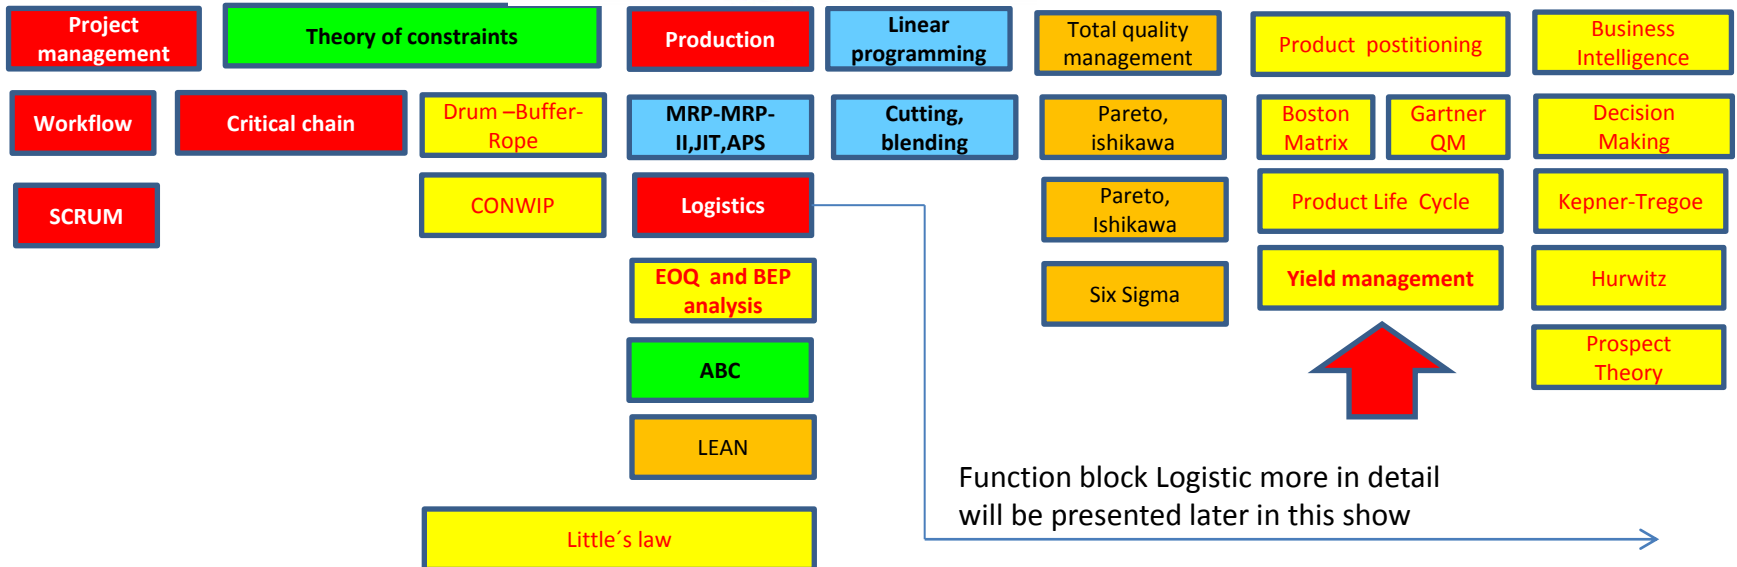 Project
management
Theory of constraints
Production
Linear
programming
Total quality
management
Product postitioning
Business
Intelligence
Workflow
Critical chain
Drum –Buffer-
Rope
MRP-MRP-
II,JIT,APS
Cutting,
blending
Pareto,
ishikawa
Boston
Matrix
Gartner
QM
Decision
Making
SCRUM
CONWIP
Logistics
Pareto,
Ishikawa
Product Life Cycle
Kepner-Tregoe
EOQ and BEP
analysis
Six Sigma
Yield management
Hurwitz
ABC
Prospect
Theory
LEAN
Function block Logistic more in detail
will be presented later in this show
Little´s law